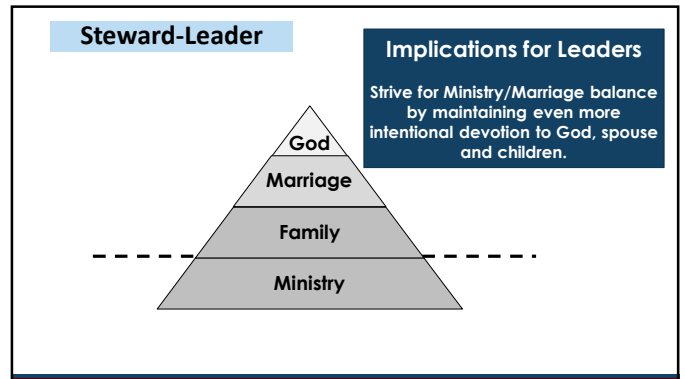 Steward-Leader
Implications for Leaders
Strive for Ministry/Marriage balance
by maintaining even more
intentional devotion to God, spouse
and children.
God
Marriage
Family
Ministry